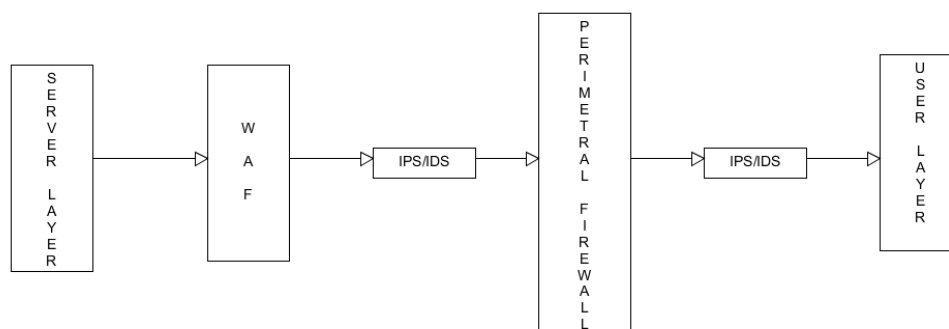 SERVER LAYER
WAF
IPS/IDS
PERIMETRAL FIREWALL
IPS/IDS
USER LAYER